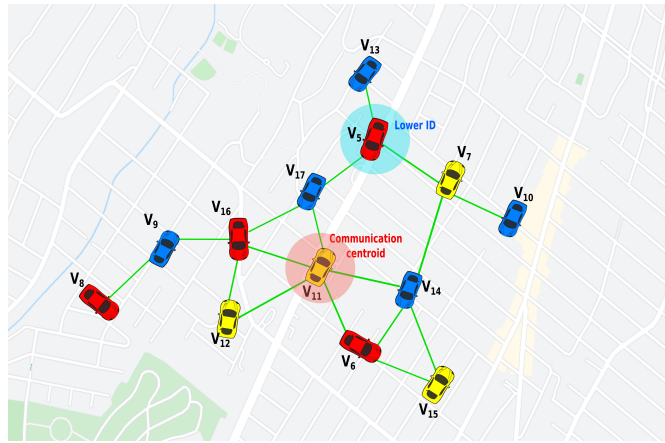 V13
V5
Lower ID
V7
V17
V10
V16
V9
Communication
centroid
V8
V11
V14
V12
V6
V15